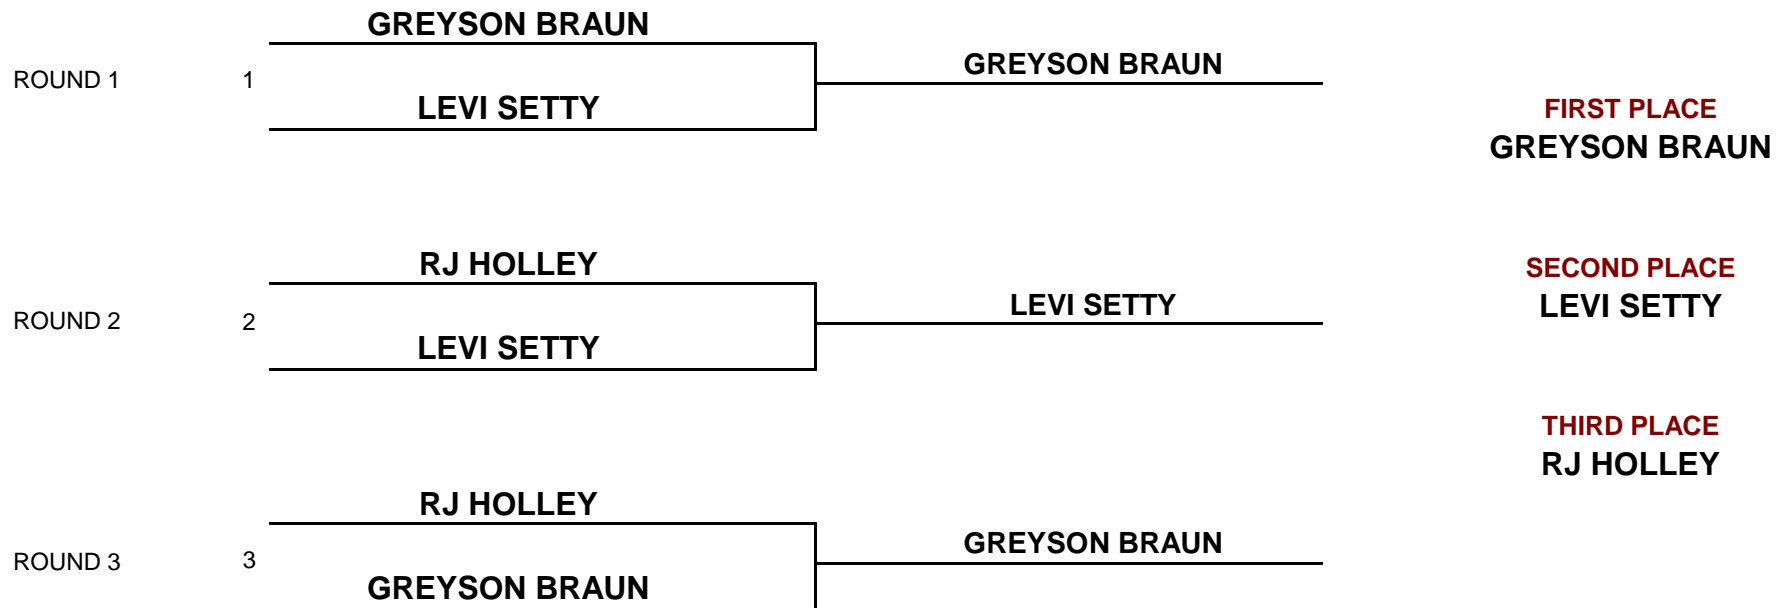 GREYSON BRAUN
ROUND 1
1
GREYSON BRAUN
LEVI SETTY
FIRST PLACE
GREYSON BRAUN
RJ HOLLEY
SECOND PLACE
LEVI SETTY
ROUND 2
2
LEVI SETTY
LEVI SETTY
THIRD PLACE
RJ HOLLEY
RJ HOLLEY
ROUND 3
3
GREYSON BRAUN
GREYSON BRAUN